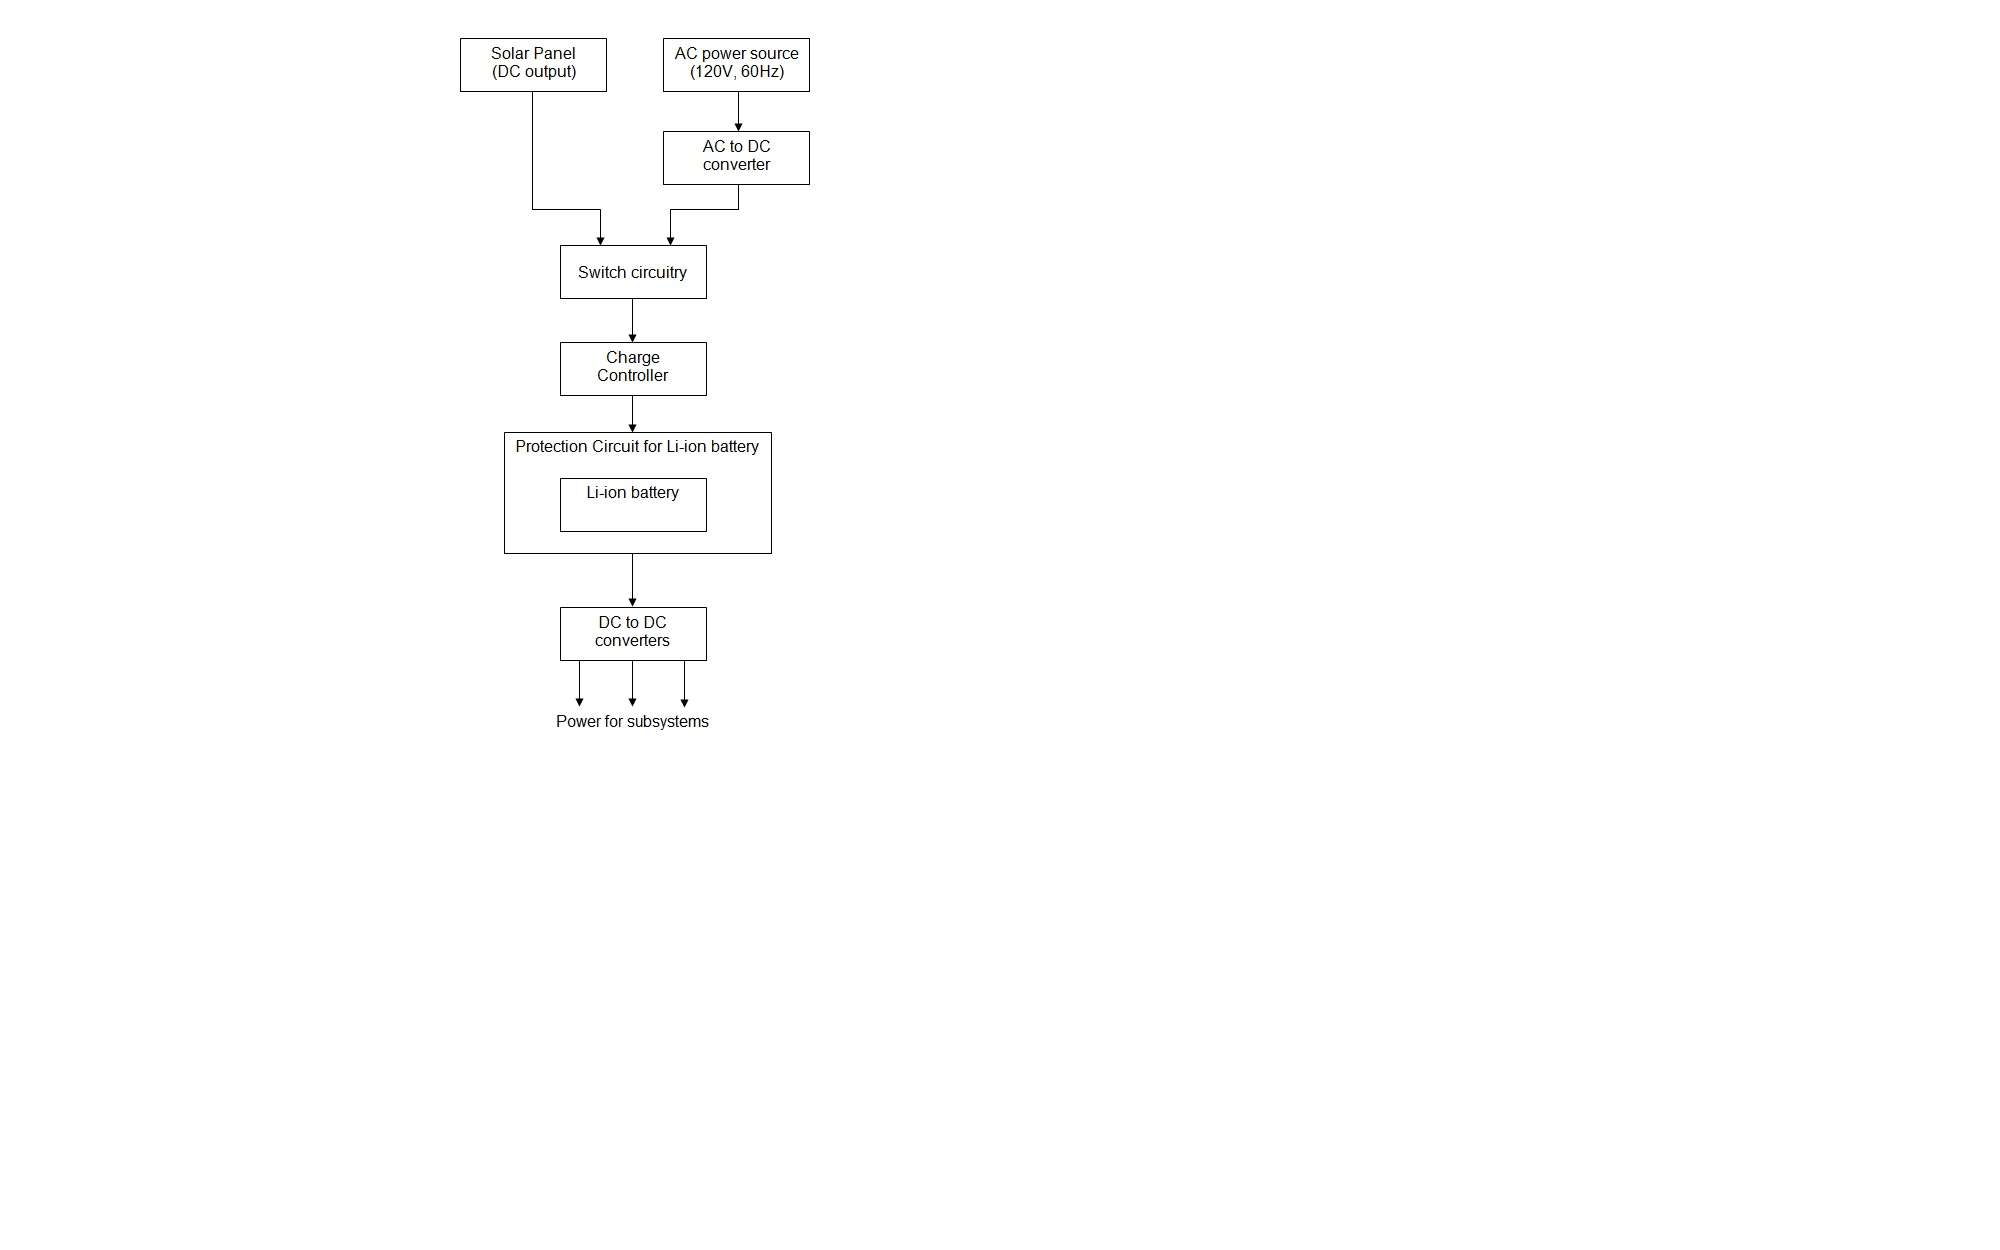 Solar Panel
(DC output)
AC power source
(120V, 60Hz)
AC to DC
converter
Switch circuitry
Charge
Controller
Protection Circuit for Li-ion battery
Li-ion battery
DC to DC
converters
Power for subsystems